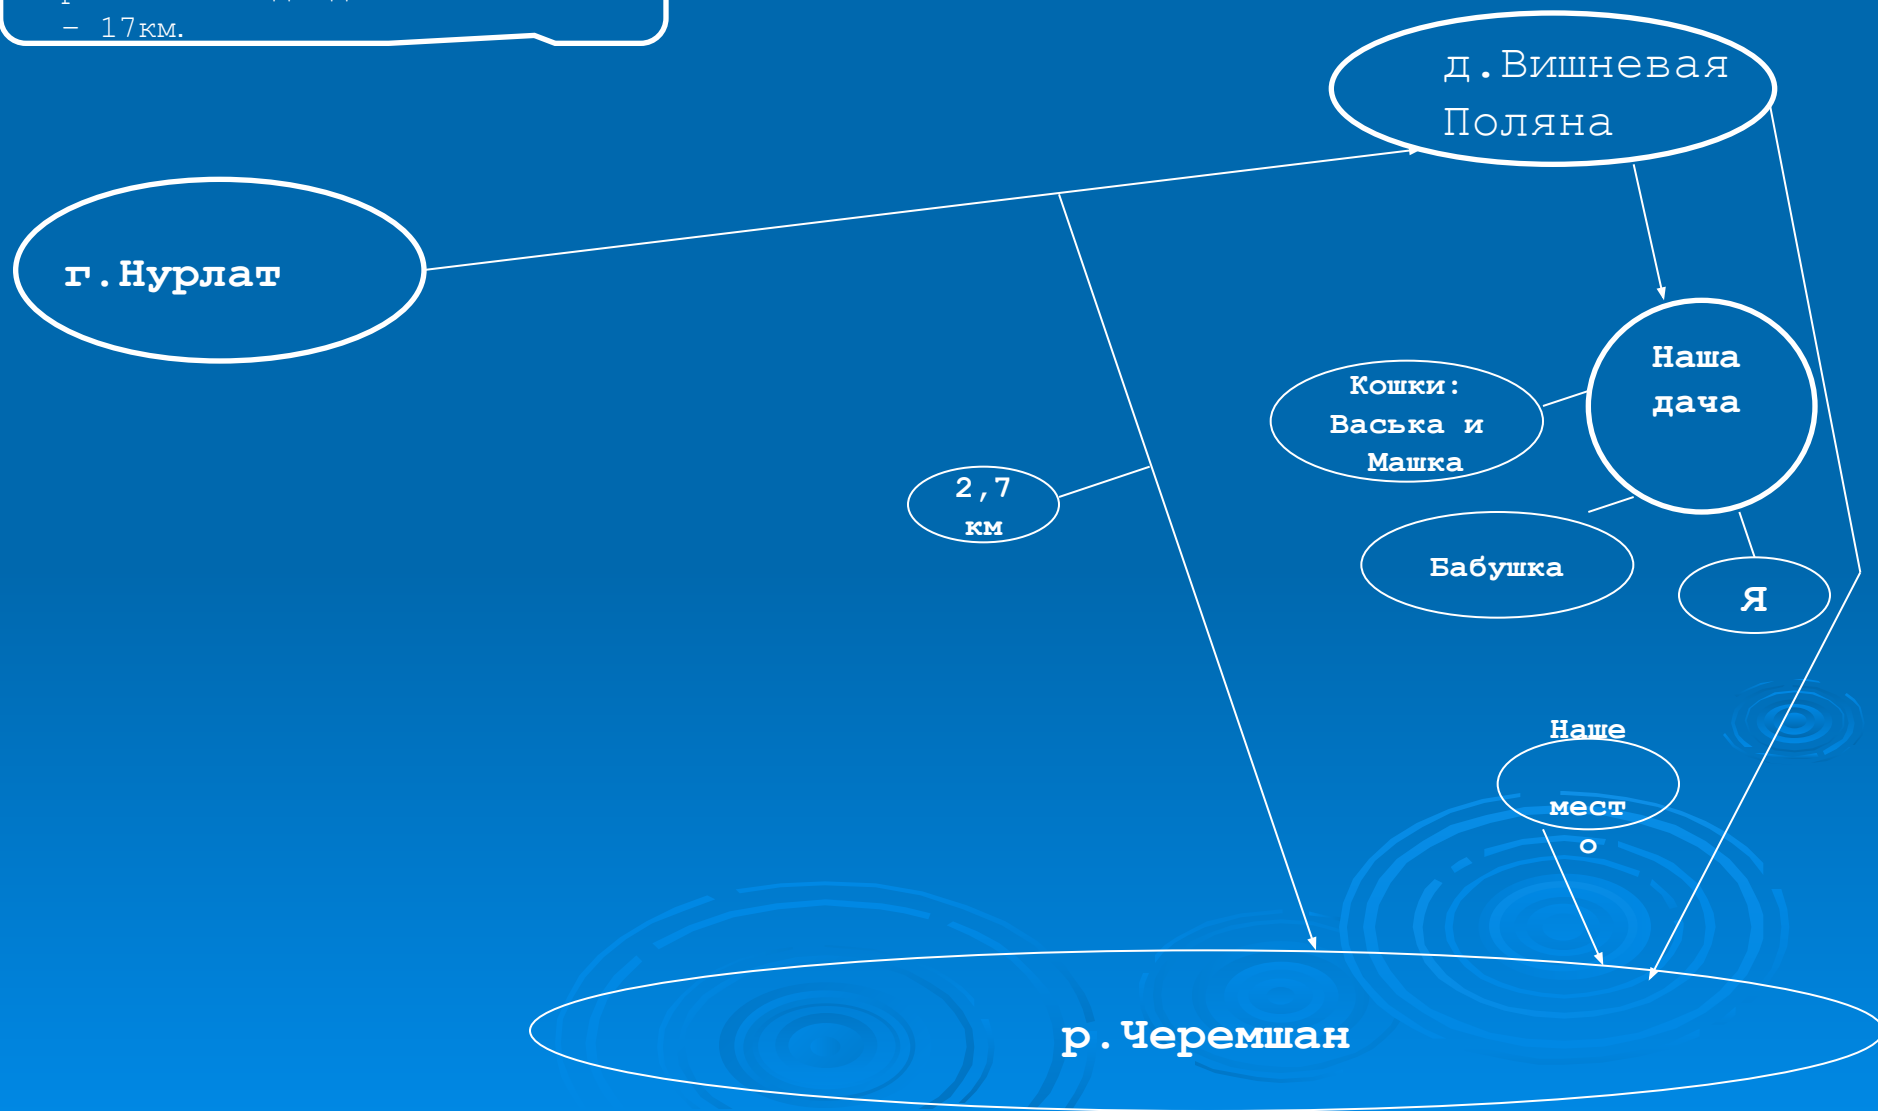 – 17км.
д.Вишневая
Поляна
г.Нурлат
Наша
дача
Кошки:
Васька и
Машка
2,7
км
Бабушка
Я
Наше
мест
о
р.Черемшан